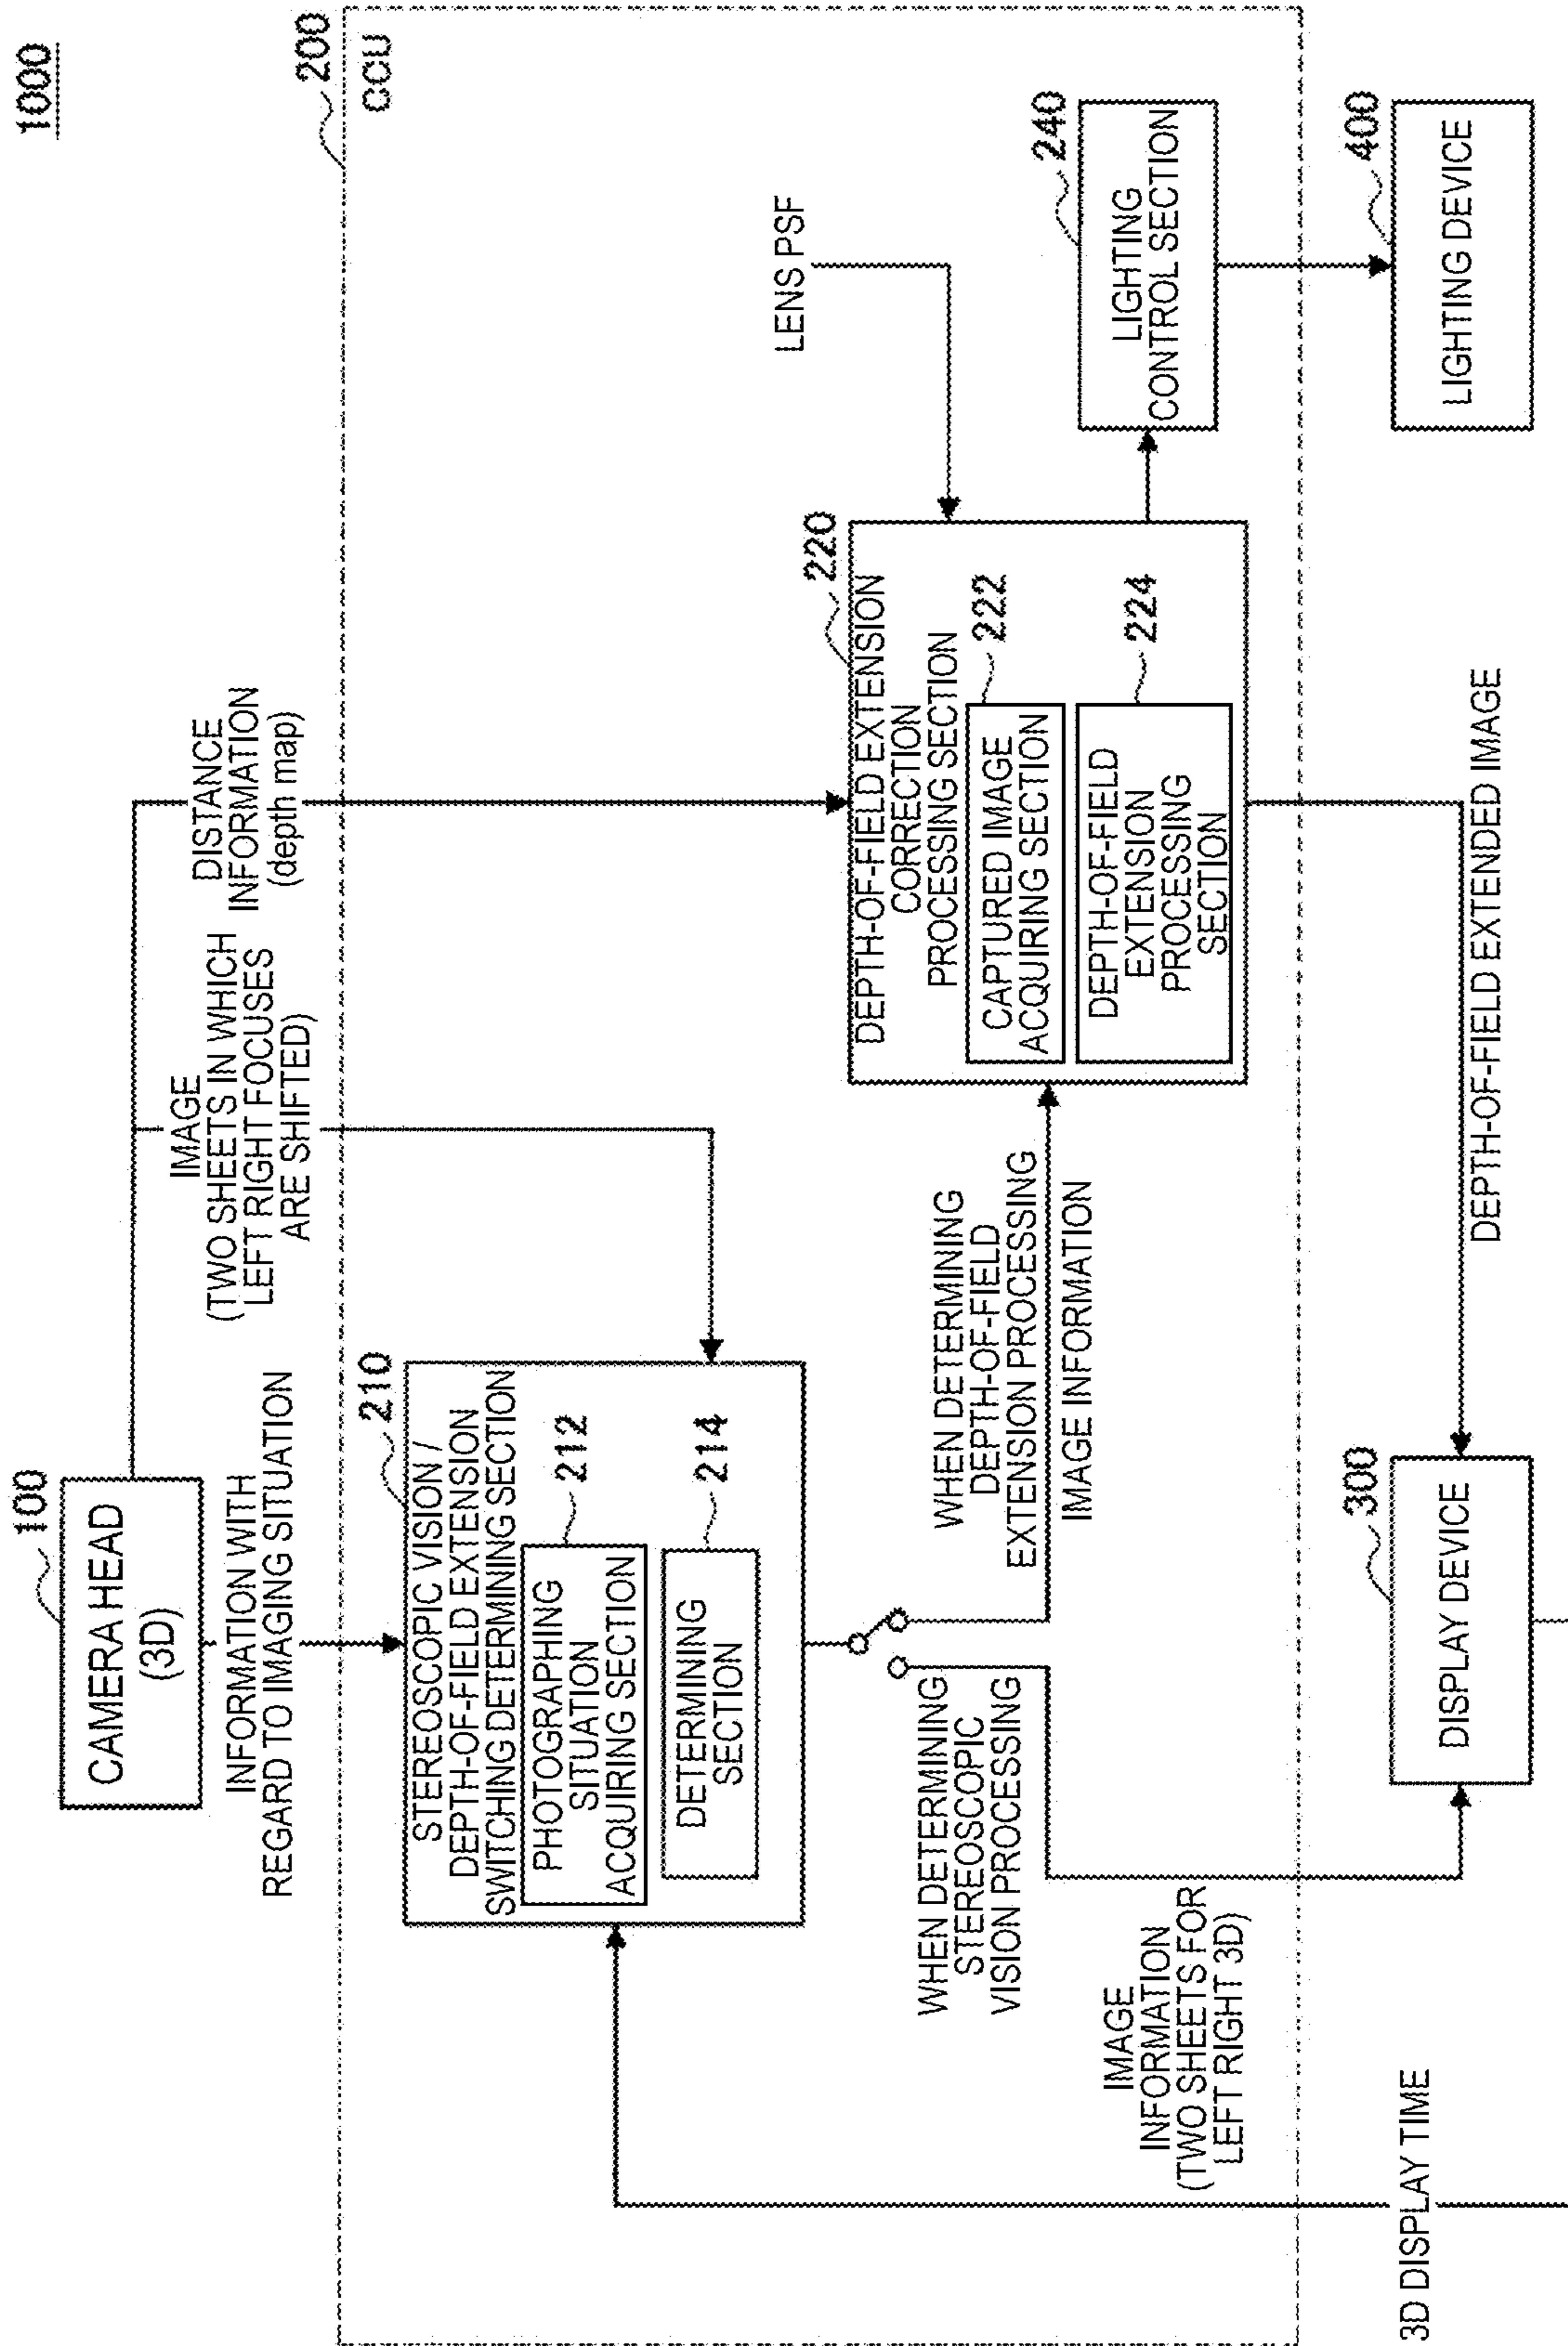 1000
100
CAMERA HEAD
(3D)
INFORMATION WITH
REGARD TO IMAGING SITUATION
IMAGE
(TWO SHEETS IN WHICH
LEFT RIGHT FOCUSES
ARE SHIFTED)
DISTANCE
INFORMATION
(depth map)
200
CCU
210
STEREOSCOPIC VISION /
DEPTH-OF-FIELD EXTENSION
SWITCHING DETERMINING SECTION
PHOTOGRAPHING
SITUATION
ACQUIRING SECTION
212
DETERMINING
SECTION
214
LENS PSF
220
DEPTH-OF-FIELD EXTENSION
CORRECTION
PROCESSING SECTION
CAPTURED IMAGE
ACQUIRING SECTION
222
DEPTH-OF-FIELD
EXTENSION
PROCESSING
SECTION
224
240
LIGHTING
CONTROL SECTION
WHEN DETERMINING
STEREOSCOPIC
VISION PROCESSING
WHEN DETERMINING
DEPTH-OF-FIELD
EXTENSION PROCESSING
IMAGE INFORMATION
IMAGE
INFORMATION
(TWO SHEETS FOR
LEFT RIGHT 3D)
3D DISPLAY TIME
300
DISPLAY DEVICE
DEPTH-OF-FIELD EXTENDED IMAGE
400
LIGHTING DEVICE